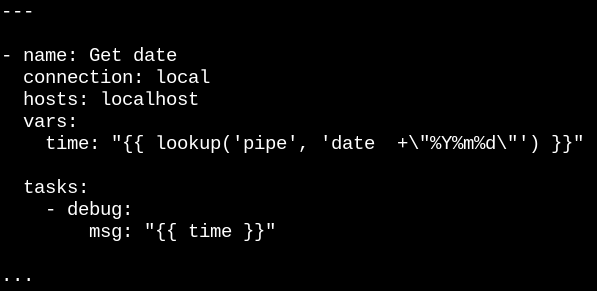 ---
- name: Get date
  connection: local
  hosts: localhost
  vars:
    time: "{{ lookup('pipe', 'date  +\"%Y%m%d\"') }}"
  tasks:
    - debug:
        msg: "{{ time }}"
...